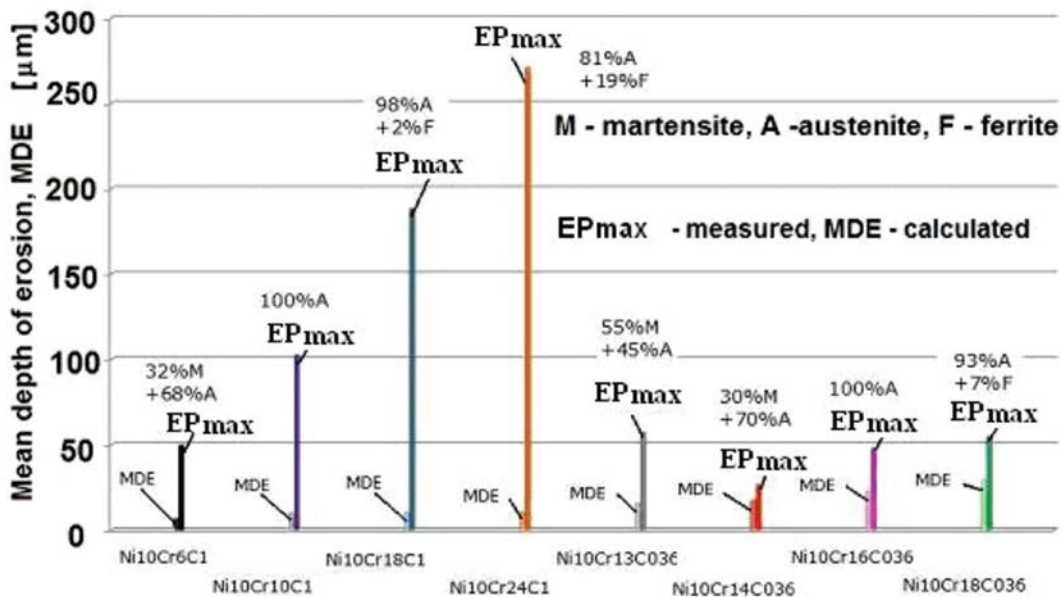 Mean depth of erosion, MDE [µm]
300
250
200
150
100
50
0
EPmax
81%A
+19%F
98%A
+2%F
EPmax
M - martensite, A -austenite, F - ferrite
EPmax - measured, MDE - calculated
100%A
EPmax
32%M
+68%A
EPmax
55%M
+45%A
EPmax
30%M
+70%A
EPmax
100%A
EPmax
93%A
+7%F
EPmax
MDE
MDE
MDE
MDE
MDE
MDE
MDE
MDE
Ni10Cr6C1
Ni10Cr18C1
Ni10Cr13C036
Ni10Cr16C036
Ni10Cr10C1
Ni10Cr24C1
Ni10Cr14C036
Ni10Cr18C036